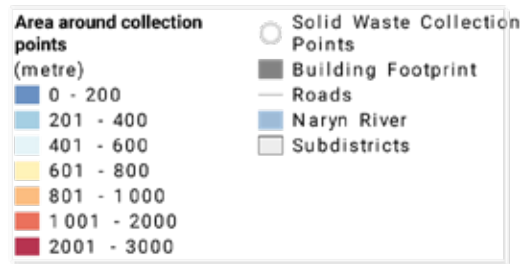 Area around collection
points
(metre)
0 - 200
201 - 400
401 - 600
601 - 800
801 - 1 000
1 001 - 2000
2001 - 3000
Solid Waste Collection
Points
Building Footprint
Roads
Naryn River
Subdistricts